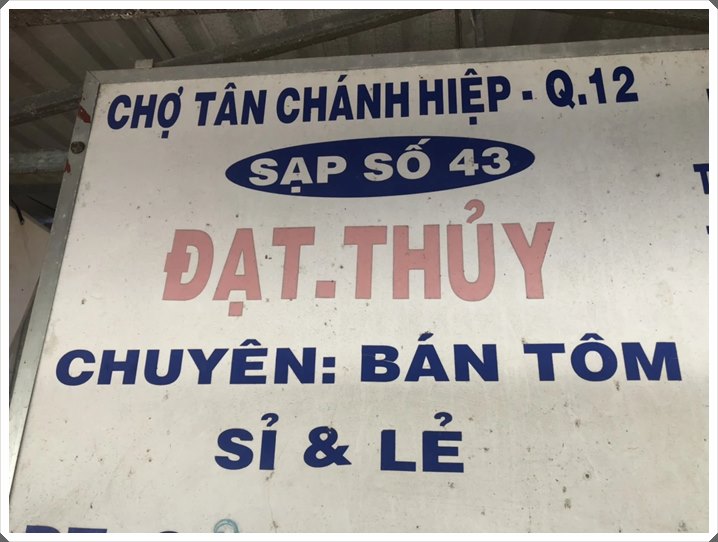 CHỢ TÂN CHÁNH HIỆP - Q.12
SẠP SỐ 43
ĐẠT.THỦY
CHUYÊN: BÁN TÔM
SỈ & LẺ